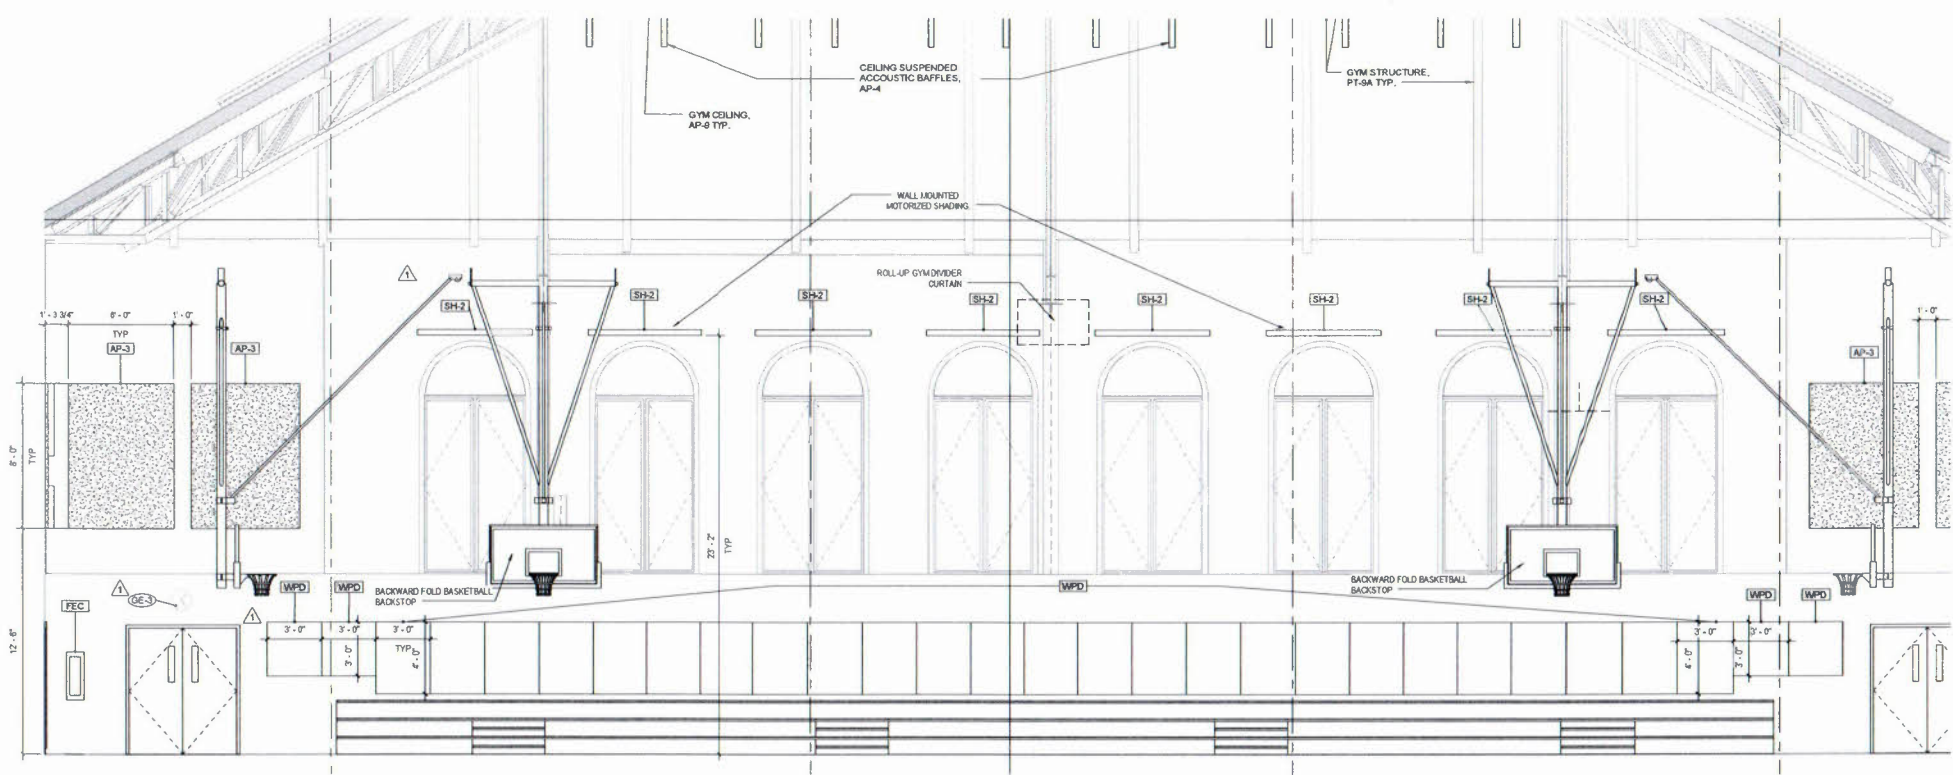 CEILING SUSPENDED
ACCOUSTIC BAFFLES,
AP-4
GYM STRUCTURE,
PT-9A TYP.
GYM CEILING,
AP-9 TYP.
WALL MOUNTED
MOTORIZED SHADING
ROLL-UP GYM DIVIDER
CURTAIN
1
SH-2
SH-2
SH-2
SH-2
SH-2
SH-2
SH-2
SH-2
1' - 3 3/4"
6' - 0"
1' - 0"
1' - 0"
TYP
AP-3
AP-3
AP-3
8' - 0"
TYP
23' - 2"
TYP
BACKWARD FOLD BASKETBALL
BACKSTOP
WPD
BACKWARD FOLD BASKETBALL
BACKSTOP
1
GE-3
1
FEC
WPD
WPD
WPD
WPD
12' - 6"
3' - 0"
3' - 0"
3' - 0"
TYP
3' - 0"
4' - 0"
3' - 0"
3' - 0"
4' - 0"
3' - 0"